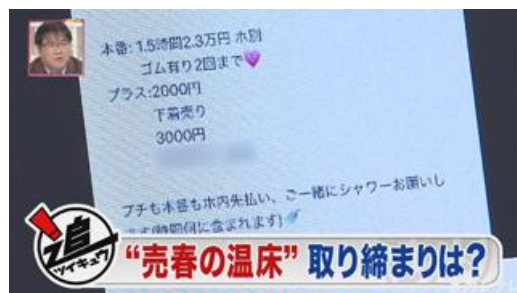 本番: 1.5時間2.3万円 ホ別
ゴム有り2回まで💜
プラス:2000円
下着売り
3000円
プチも本番もホ内先払い、ご一緒にシャワーお願いし
ます(時間何に含まれます)🚿
追
ツイキュウ
“売春の温床” 取り締まりは?